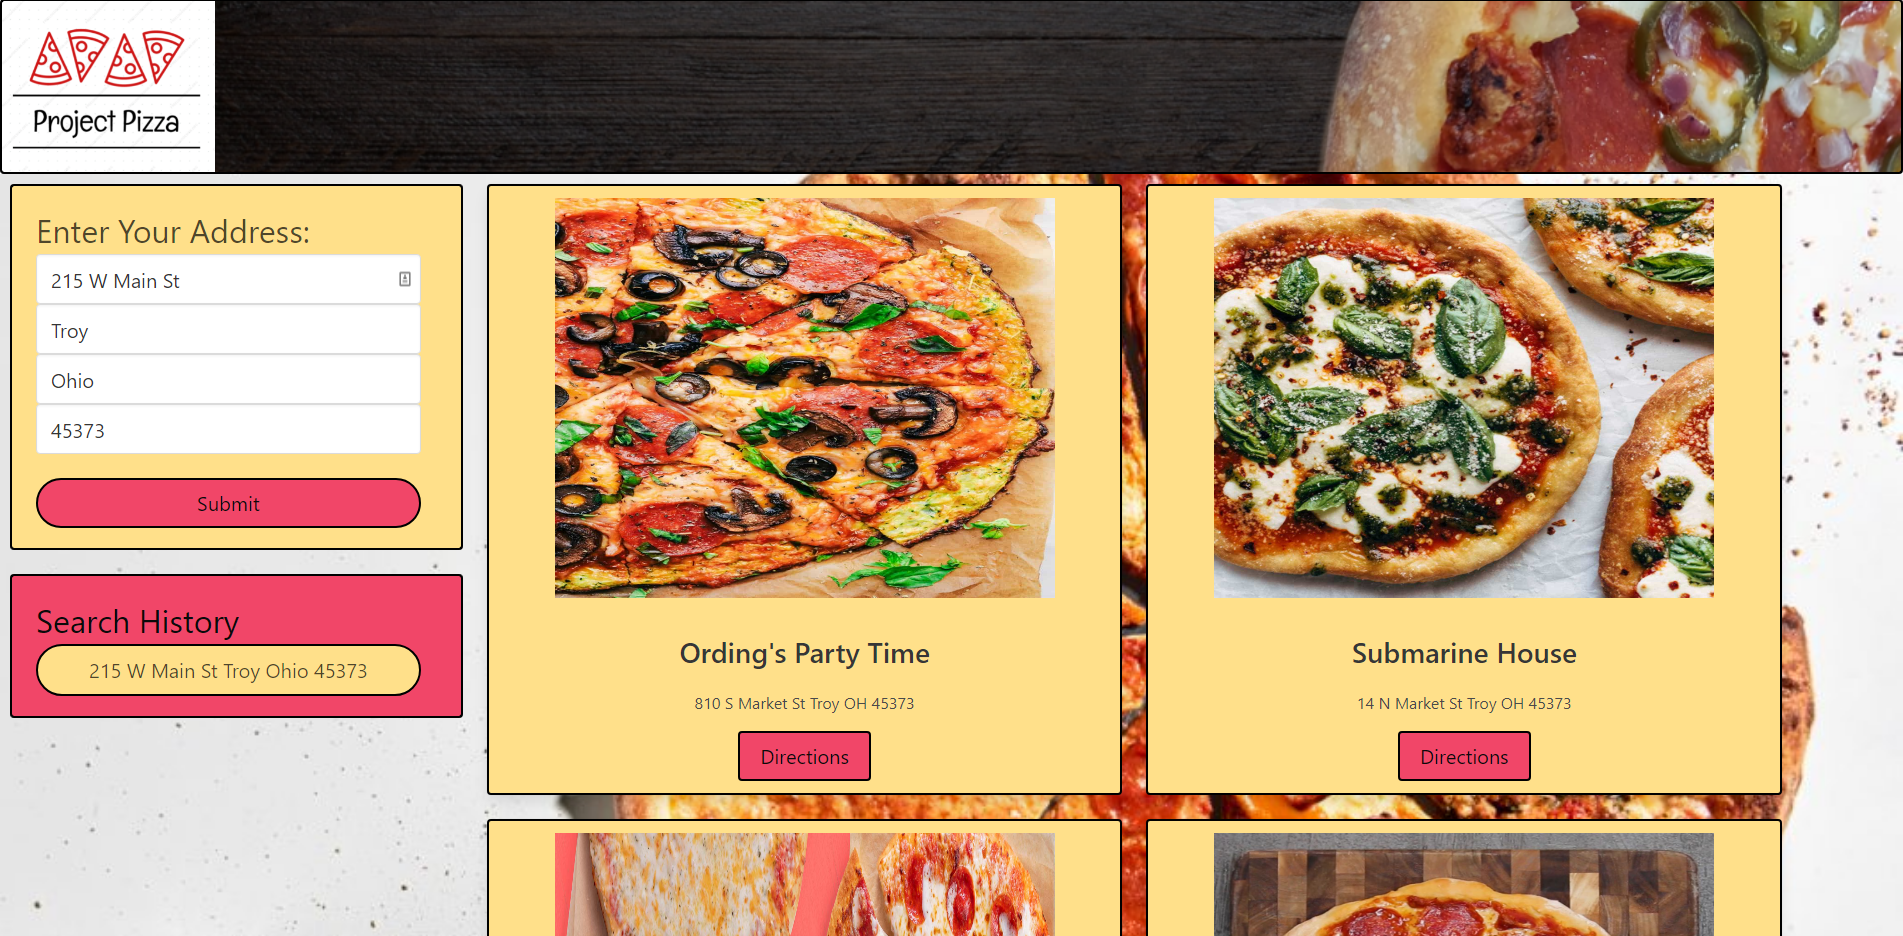 Project Pizza
Enter Your Address:
215 W Main St
Troy
Ohio
45373
Submit
Search History
215 W Main St Troy Ohio 45373
Ording's Party Time
810 S Market St Troy OH 45373
Directions
Submarine House
14 N Market St Troy OH 45373
Directions